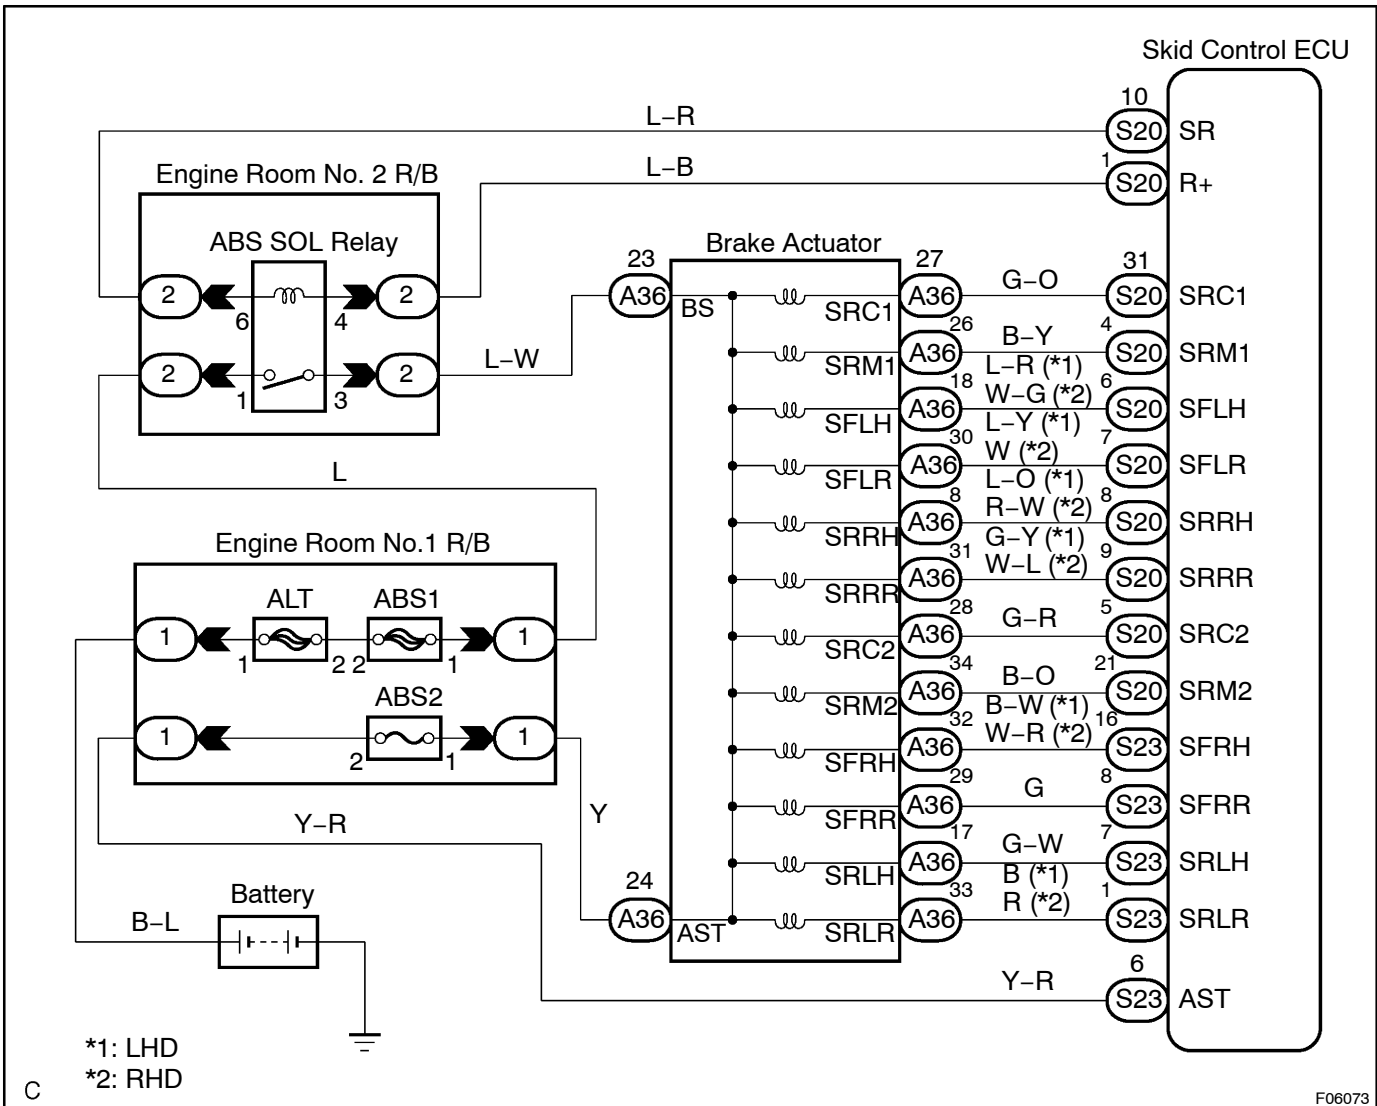 Skid Control ECU
10
L–R
S20 SR
1
L–B
S20 R+
Engine Room No. 2 R/B
ABS SOL Relay
2 2
6 4
2 2
1 3
L–W
Brake Actuator
23
A36 BS
27
SRC1 A36 G–O
31
S20 SRC1
26
SRM1 A36 B–Y
4
S20 SRM1
18
SFLH A36
L–R (*1)
W–G (*2)
6
S20 SFLH
30
SFLR A36
L–Y (*1)
W (*2)
7
S20 SFLR
8
SRRH A36
L–O (*1)
R–W (*2)
8
S20 SRRH
31
SRRR A36
G–Y (*1)
W–L (*2)
9
S20 SRRR
28
SRC2 A36 G–R
5
S20 SRC2
34
SRM2 A36 B–O
21
S20 SRM2
32
SFRH A36
B–W (*1)
W–R (*2)
16
S23 SFRH
29
SFRR A36 G
8
S23 SFRR
17
SRLH A36 G–W
7
S23 SRLH
33
SRLR A36
B (*1)
R (*2)
1
S23 SRLR
24
A36 AST
6
Y–R
S23 AST
L
Engine Room No.1 R/B
ALT ABS1
1 1
1 2 2 1
ABS2
1 1
2 1
Y–R
Y
Battery
B–L
*1: LHD
*2: RHD
C
F06073